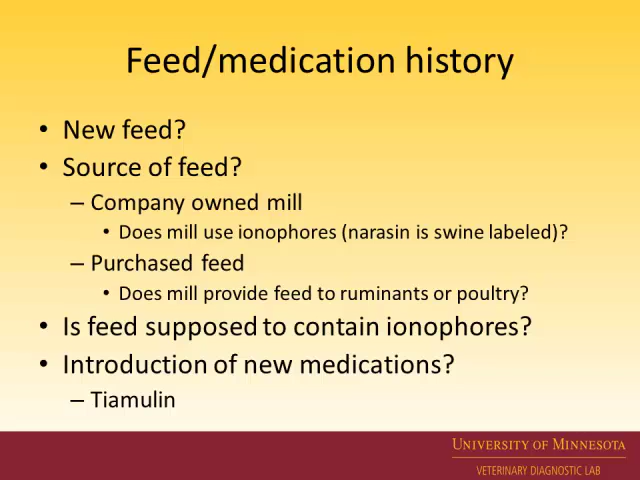 Feed/medication history
• New feed?
• Source of feed?
– Company owned mill
• Does mill use ionophores (narasin is swine labeled)?
– Purchased feed
• Does mill provide feed to ruminants or poultry?
• Is feed supposed to contain ionophores?
• Introduction of new medications?
– Tiamulin
UNIVERSITY OF MINNESOTA
VETERINARY DIAGNOSTIC LAB